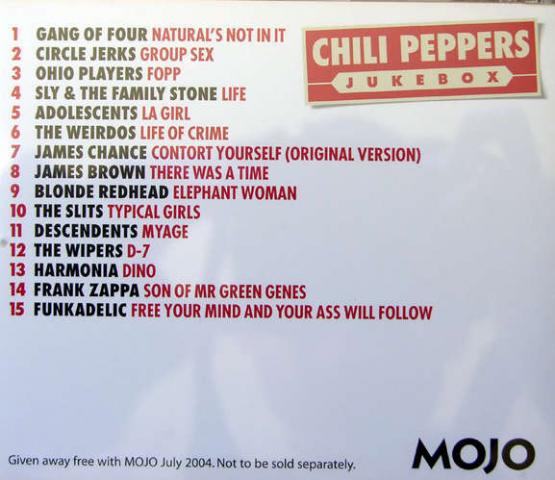 CHILI PEPPERS
JUKEBOX
1 GANG OF FOUR NATURAL'S NOT IN IT
2 CIRCLE JERKS GROUP SEX
3 OHIO PLAYERS FOPP
4 SLY & THE FAMILY STONE LIFE
5 ADOLESCENTS LA GIRL
6 THE WEIRDOS LIFE OF CRIME
7 JAMES CHANCE CONTORT YOURSELF (ORIGINAL VERSION)
8 JAMES BROWN THERE WAS A TIME
9 BLONDE REDHEAD ELEPHANT WOMAN
10 THE SLITS TYPICAL GIRLS
11 DESCENDENTS MYAGE
12 THE WIPERS D-7
13 HARMONIA DINO
14 FRANK ZAPPA SON OF MR GREEN GENES
15 FUNKADELIC FREE YOUR MIND AND YOUR ASS WILL FOLLOW
Given away free with MOJO July 2004. Not to be sold separately.
MOJO